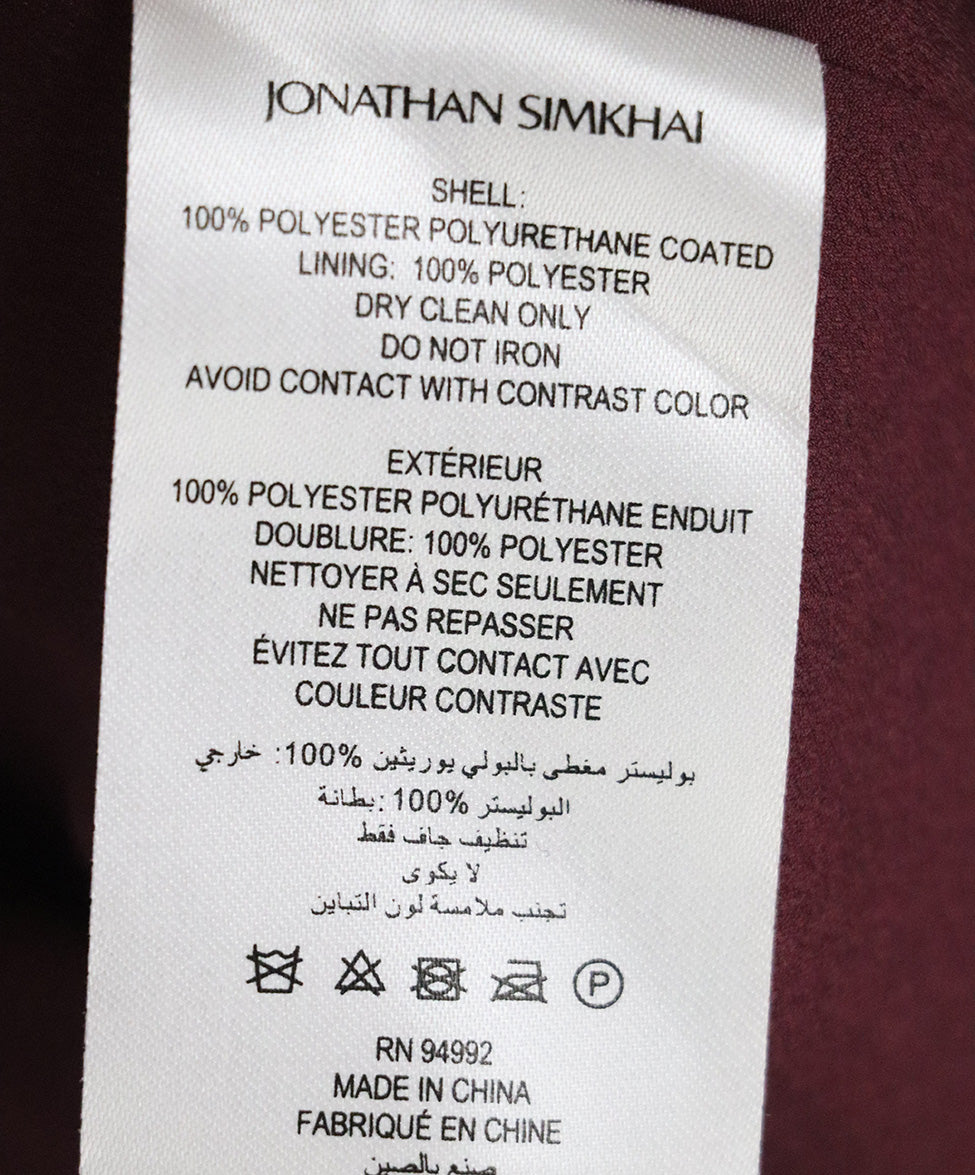 JONATHAN SIMKHAI
SHELL:
100% POLYESTER POLYURETHANE COATED
LINING: 100% POLYESTER
DRY CLEAN ONLY
DO NOT IRON
AVOID CONTACT WITH CONTRAST COLOR
EXTÉRIEUR
100% POLYESTER POLYURÉTHANE ENDUIT
DOUBLURE: 100% POLYESTER
NETTOYER À SEC SEULEMENT
NE PAS REPASSER
ÉVITEZ TOUT CONTACT AVEC
COULEUR CONTRASTE
بوليستر مغطى بالبولي يوريثين 100%: خارجي
البوليستر 100%: بطانة
تنظيف جاف فقط
لا يكوى
تجنب ملامسة لون التباين
P
RN 94992
MADE IN CHINA
FABRIQUÉ EN CHINE
صنع بالصين